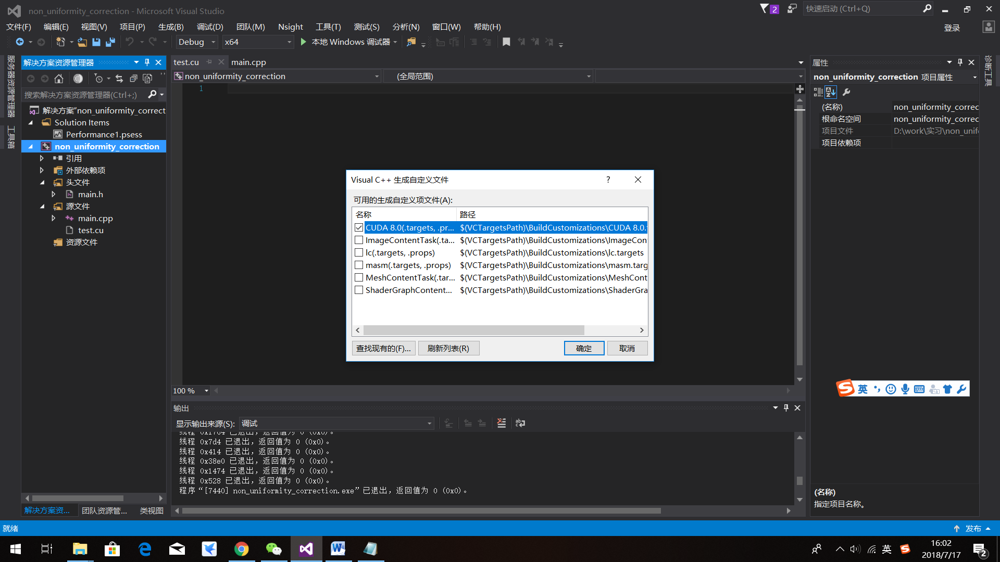 non_uniformity_correction - Microsoft Visual Studio
2
快速启动 (Ctrl+Q)
文件(F) 编辑(E) 视图(V) 项目(P) 生成(B) 调试(D) 团队(M) Nsight 工具(T) 测试(S) 分析(N) 窗口(W) 帮助(H)
登录
Debug x64 本地 Windows 调试器
服务器资源管理器
工具箱
解决方案资源管理器
搜索解决方案资源管理器(Ctrl+;)
解决方案"non_uniformity_correct
Solution Items
Performance1.psess
non_uniformity_correction
引用
外部依赖项
头文件
main.h
源文件
main.cpp
test.cu
资源文件
解决方案资... 团队资源管... 类视图
test.cu main.cpp
non_uniformity_correction (全局范围)
1
Visual C++ 生成自定义文件 ?
可用的生成自定义项文件(A):
名称 路径
CUDA 8.0(.targets, .pr... $(VCTargetsPath)\BuildCustomizations\CUDA 8.0.
ImageContentTask(.ta... $(VCTargetsPath)\BuildCustomizations\ImageCon
lc(.targets, .props) $(VCTargetsPath)\BuildCustomizations\lc.targets
masm(.targets, .props) $(VCTargetsPath)\BuildCustomizations\masm.targ
MeshContentTask(.tar... $(VCTargetsPath)\BuildCustomizations\MeshCont
ShaderGraphContent... $(VCTargetsPath)\BuildCustomizations\ShaderGra
查找现有的(F)... 刷新列表(R) 确定 取消
100 %
输出
显示输出来源(S): 调试
线程 0x17d4 已退出，返回值为 0 (0x0)。
线程 0x7d4 已退出，返回值为 0 (0x0)。
线程 0x414 已退出，返回值为 0 (0x0)。
线程 0x38e0 已退出，返回值为 0 (0x0)。
线程 0x1474 已退出，返回值为 0 (0x0)。
线程 0x528 已退出，返回值为 0 (0x0)。
程序“[7440] non_uniformity_correction.exe”已退出，返回值为 0 (0x0)。
属性
non_uniformity_correction 项目属性
(名称) non_uniformity_correc
根命名空间 non_uniformity_correc
项目文件 D:\work\实习\non_unif
项目依赖项
(名称)
指定项目名称。
诊断工具
英
就绪
发布
英
16:02
2018/7/17
2